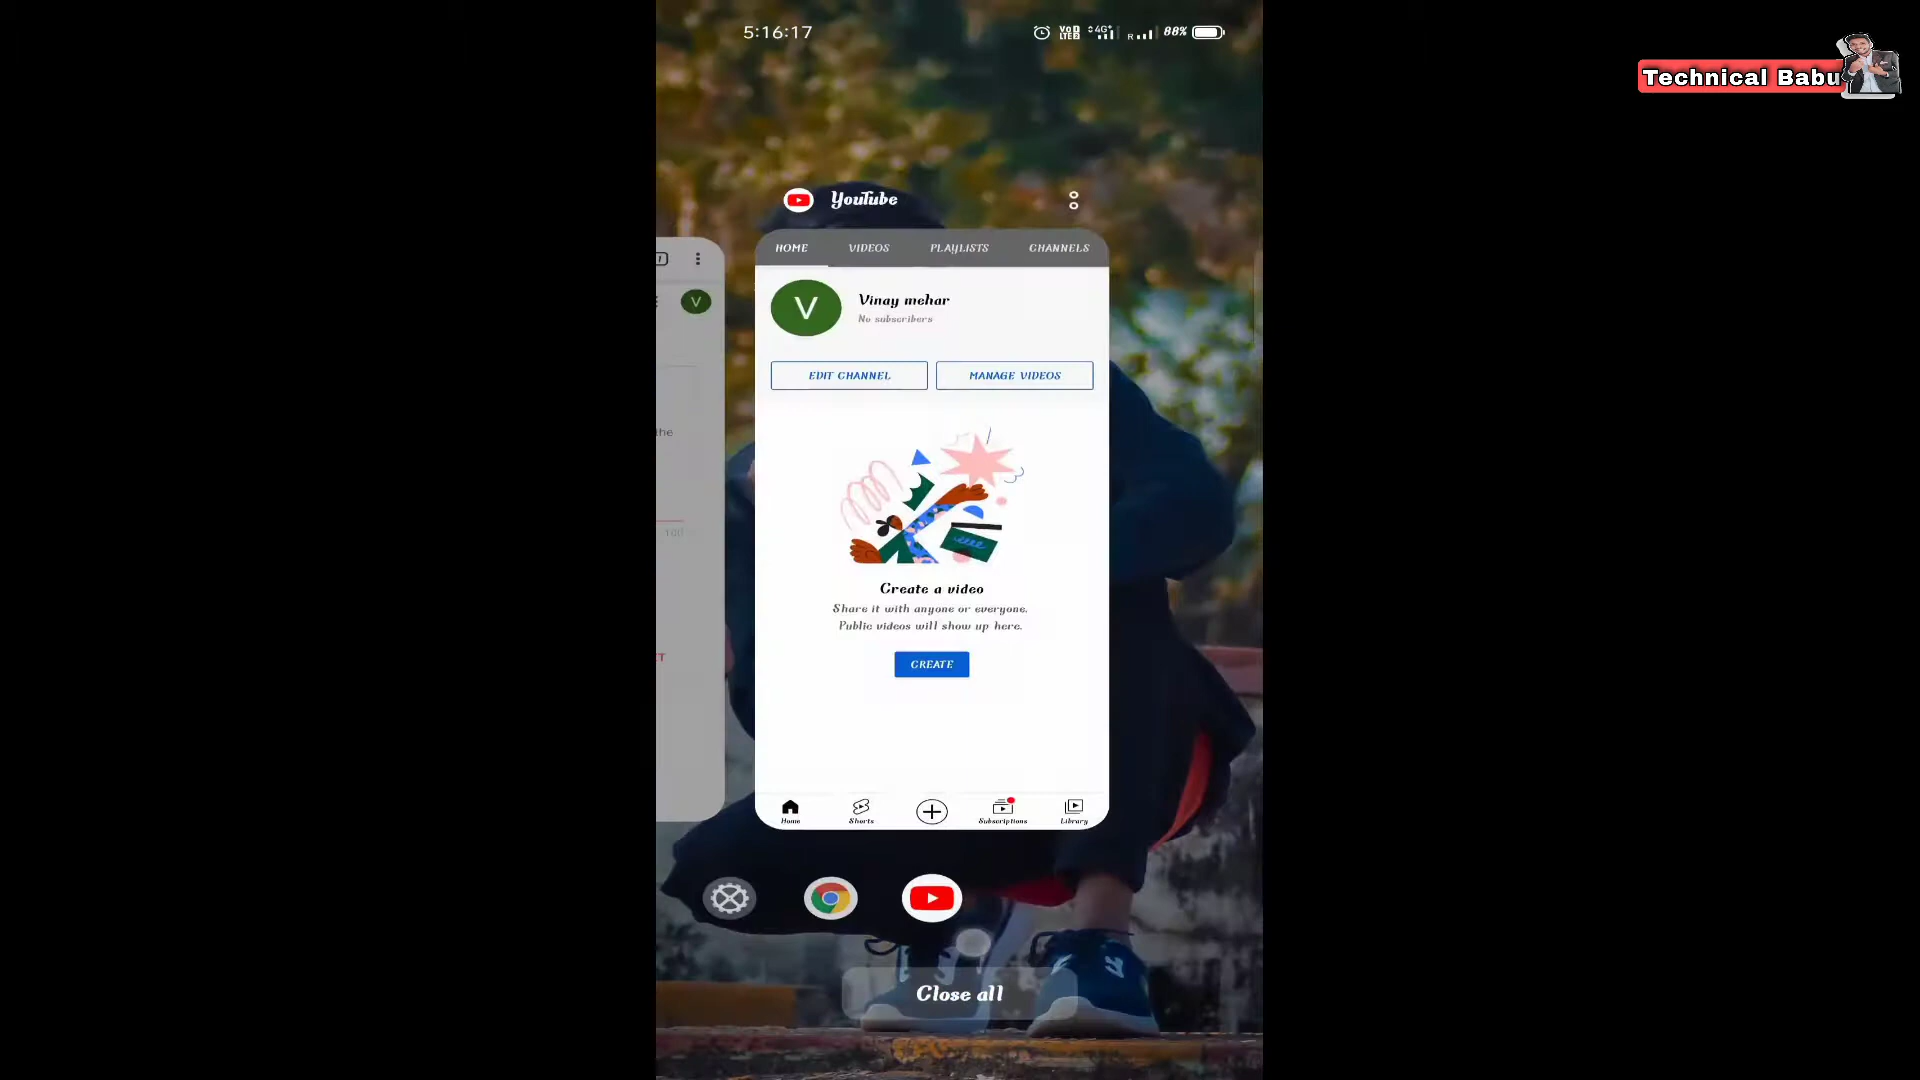 5:16:17
88%
Technical Babu
YouTube
HOME
VIDEOS
PLAYLISTS
CHANNELS
V
Vinay mehar
No subscribers
V
EDIT CHANNEL
MANAGE VIDEOS
the
100
Create a video
Share it with anyone or everyone.
Public videos will show up here.
CREATE
Home
Shorts
Subscriptions
Library
Close all